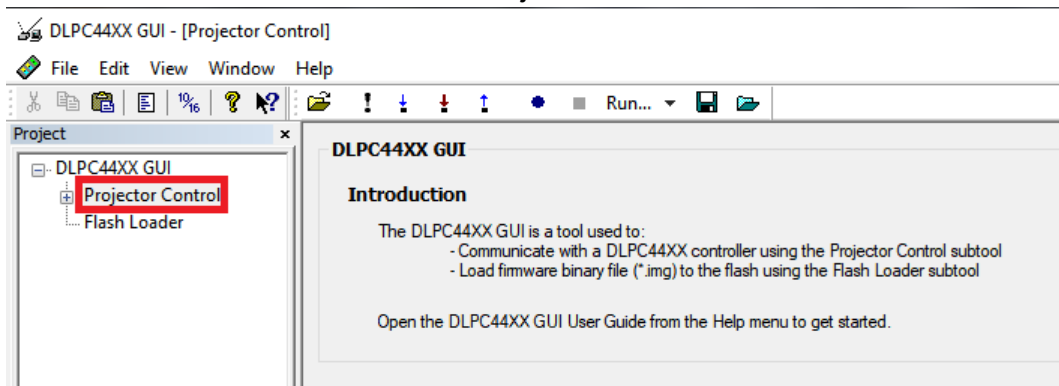 DLPC44XX GUI - [Projector Control]
File Edit View Window Help
10/16 Run...
Project x
DLPC44XX GUI
Projector Control
Flash Loader
DLPC44XX GUI
Introduction
The DLPC44XX GUI is a tool used to:
- Communicate with a DLPC44XX controller using the Projector Control subtool
- Load firmware binary file (*.img) to the flash using the Flash Loader subtool
Open the DLPC44XX GUI User Guide from the Help menu to get started.